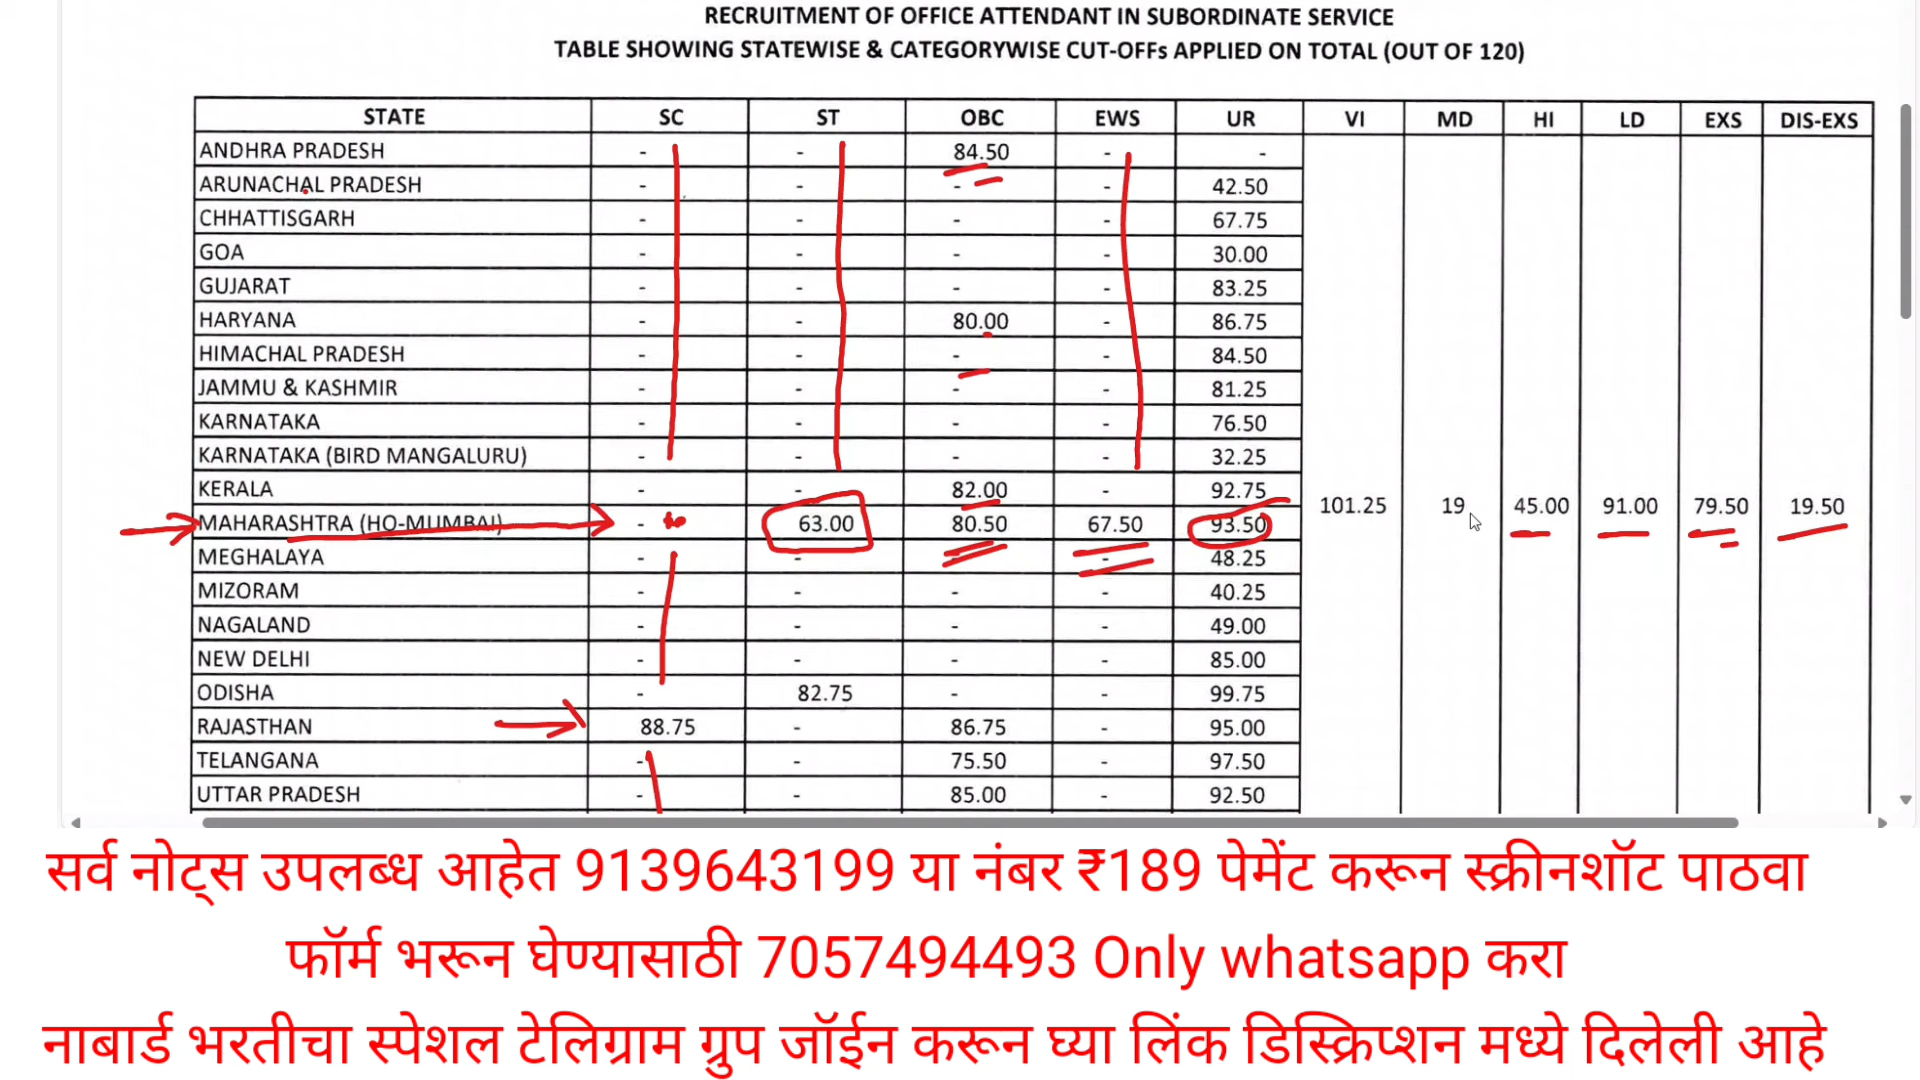 RECRUITMENT OF OFFICE ATTENDANT IN SUBORDINATE SERVICE
TABLE SHOWING STATEWISE & CATEGORYWISE CUT-OFFs APPLIED ON TOTAL (OUT OF 120)
STATE SC ST OBC EWS UR VI MD HI LD EXS DIS-EXS
ANDHRA PRADESH - - 84.50 - -
ARUNACHAL PRADESH - - - - 42.50
CHHATTISGARH - - - - 67.75
GOA - - - - 30.00
GUJARAT - - - - 83.25
HARYANA - - 80.00 - 86.75
HIMACHAL PRADESH - - - - 84.50
JAMMU & KASHMIR - - - - 81.25
KARNATAKA - - - - 76.50
KARNATAKA (BIRD MANGALURU) - - - - 32.25
KERALA - - 82.00 - 92.75
MAHARASHTRA (HO-MUMBAI) - 63.00 80.50 67.50 93.50 101.25 19 45.00 91.00 79.50 19.50
MEGHALAYA - - - - 48.25
MIZORAM - - - - 40.25
NAGALAND - - - - 49.00
NEW DELHI - - - - 85.00
ODISHA - 82.75 - - 99.75
RAJASTHAN 88.75 - 86.75 - 95.00
TELANGANA - - 75.50 - 97.50
UTTAR PRADESH - - 85.00 - 92.50
सर्व नोट्स उपलब्ध आहेत 9139643199 या नंबर ₹189 पेमेंट करून स्क्रीनशॉट पाठवा
फॉर्म भरून घेण्यासाठी 7057494493 Only whatsapp करा
नाबार्ड भरतीचा स्पेशल टेलिग्राम ग्रुप जॉईन करून घ्या लिंक डिस्क्रिप्शन मध्ये दिलेली आहे